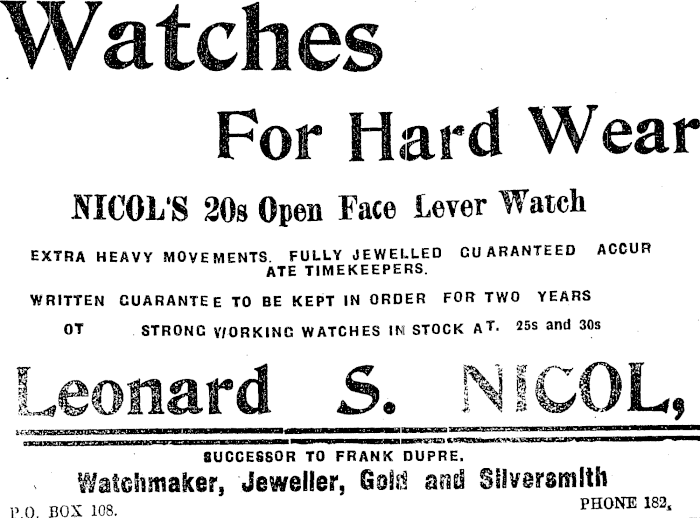 Watches
For Hard Wear
NICOL'S 20s Open Face Lever Watch
EXTRA HEAVY MOVEMENTS. FULLY JEWELLED GUARANTEED ACCUR
ATE TIMEKEEPERS.
WRITTEN GUARANTEE TO BE KEPT IN ORDER FOR TWO YEARS
OT STRONG WORKING WATCHES IN STOCK AT. 25s and 30s
Leonard S. NICOL,
SUCCESSOR TO FRANK DUPRE.
Watchmaker, Jeweller, Gold and Silversmith
P.O. BOX 108. PHONE 182,